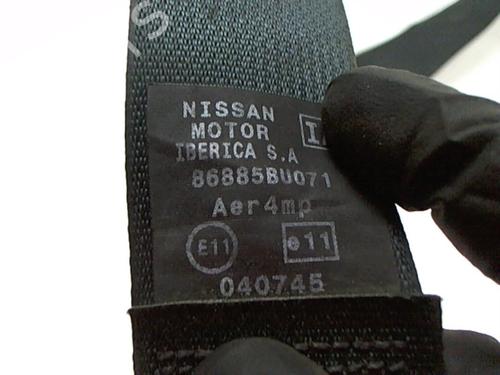 NISSAN
MOTOR
IBERICA S.A
86885BU071
Aer4mp
E11 e11
040745